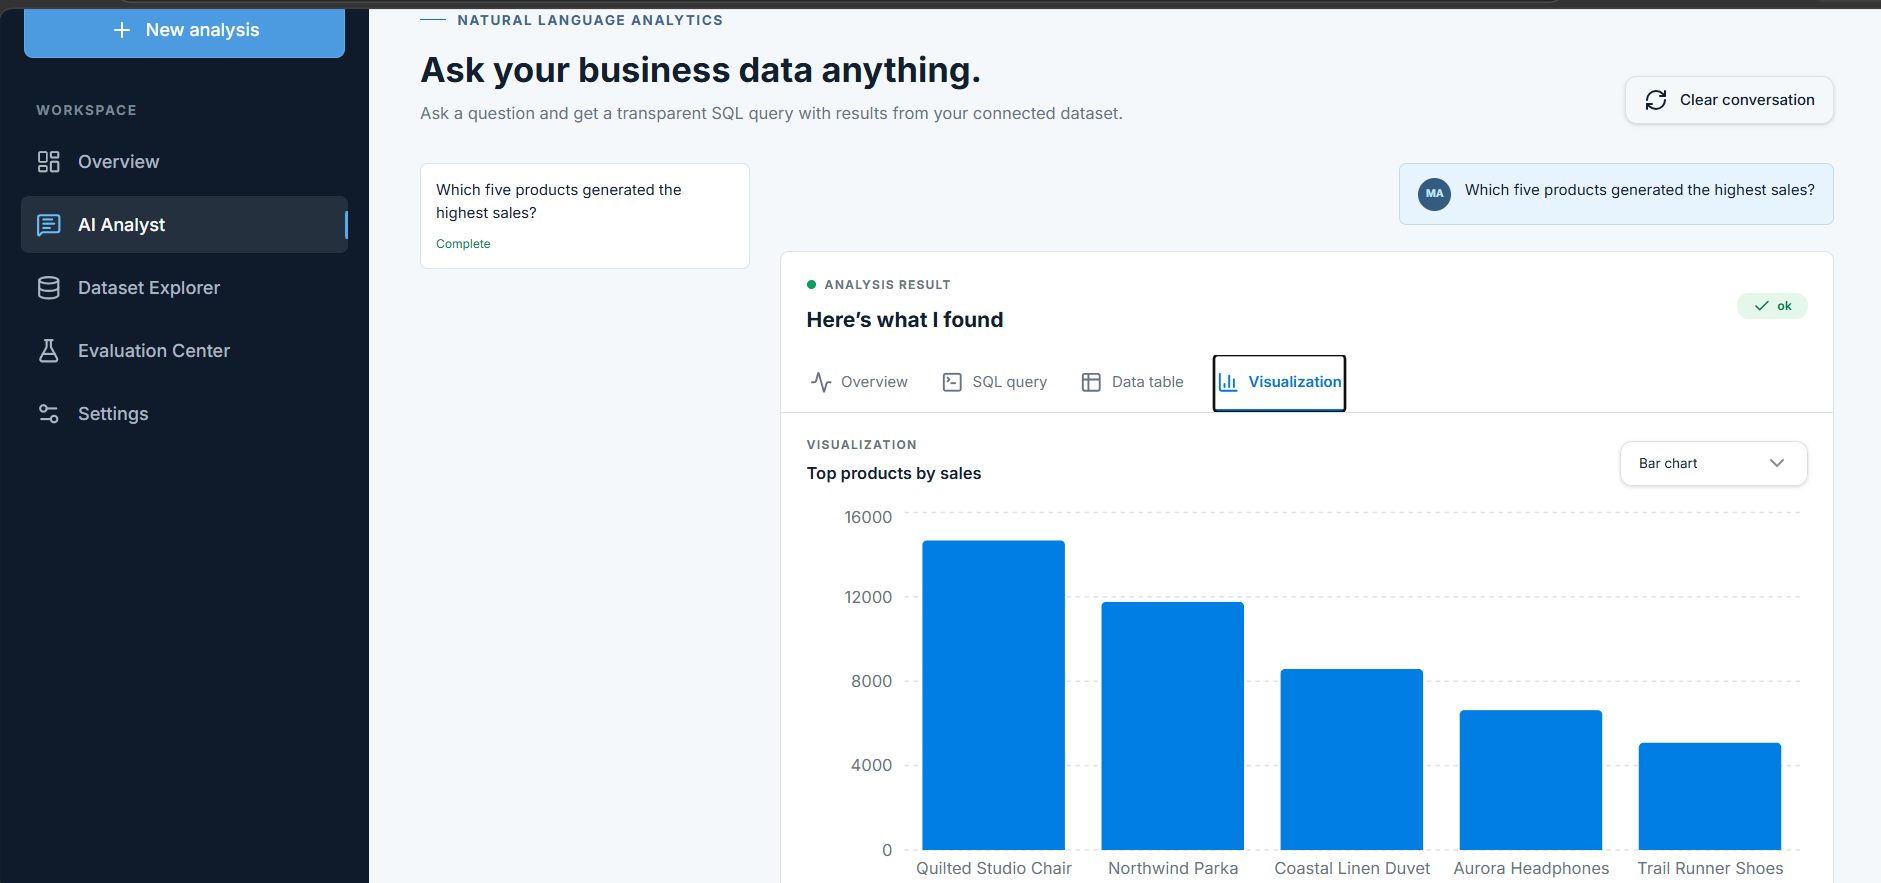 New analysis
WORKSPACE
Overview
AI Analyst
Dataset Explorer
Evaluation Center
Settings
NATURAL LANGUAGE ANALYTICS
Ask your business data anything.
Ask a question and get a transparent SQL query with results from your connected dataset.
Clear conversation
Which five products generated the
highest sales?
Complete
MA
Which five products generated the highest sales?
ANALYSIS RESULT
Here’s what I found
ok
Overview
SQL query
Data table
Visualization
VISUALIZATION
Top products by sales
Bar chart
16000
12000
8000
4000
0
Quilted Studio Chair
Northwind Parka
Coastal Linen Duvet
Aurora Headphones
Trail Runner Shoes